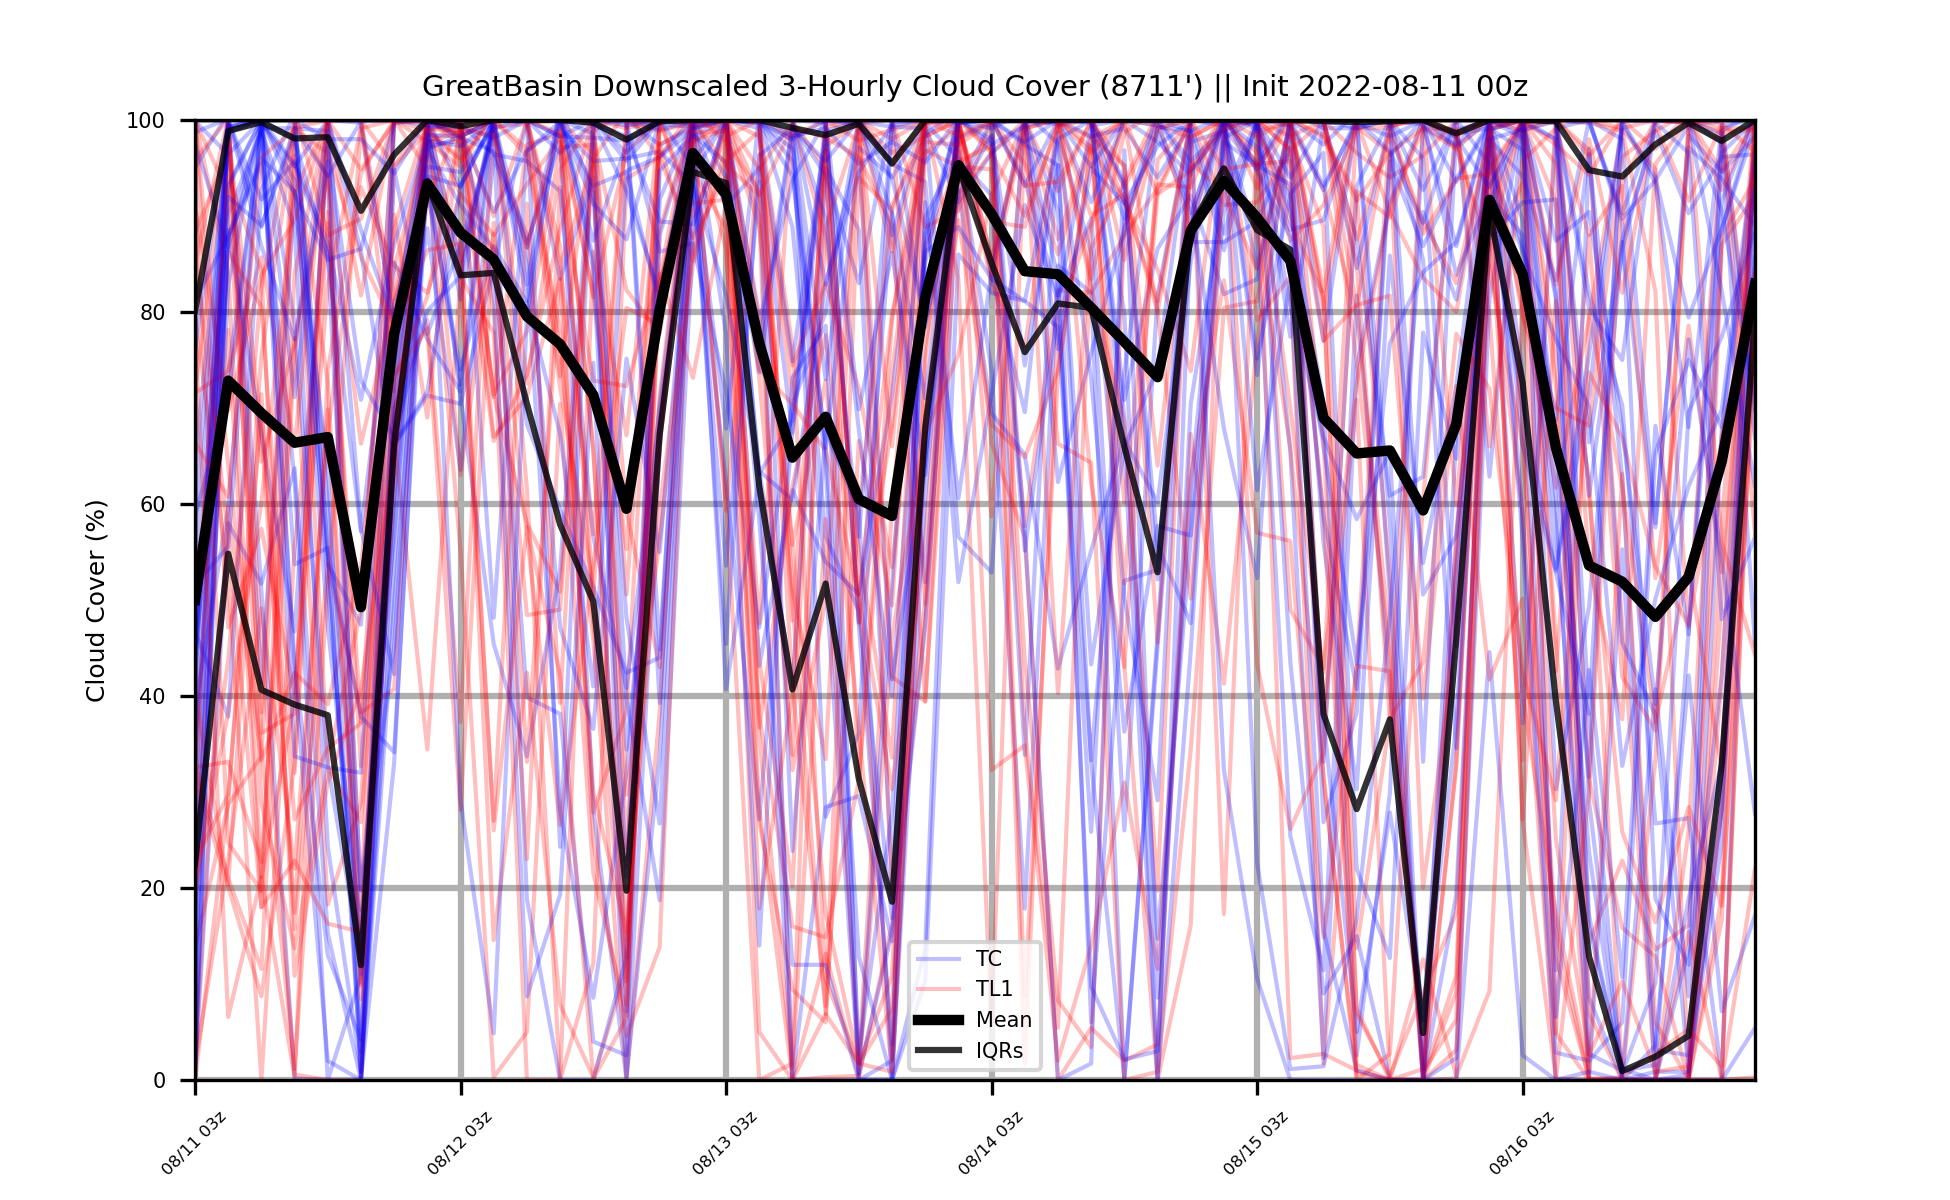 GreatBasin Downscaled 3-Hourly Cloud Cover (8711') || Init 2022-08-11 00z
Cloud Cover (%)
100
80
60
40
20
0
TC
TL1
Mean
IQRs
08/11 03z
08/12 03z
08/13 03z
08/14 03z
08/15 03z
08/16 03z